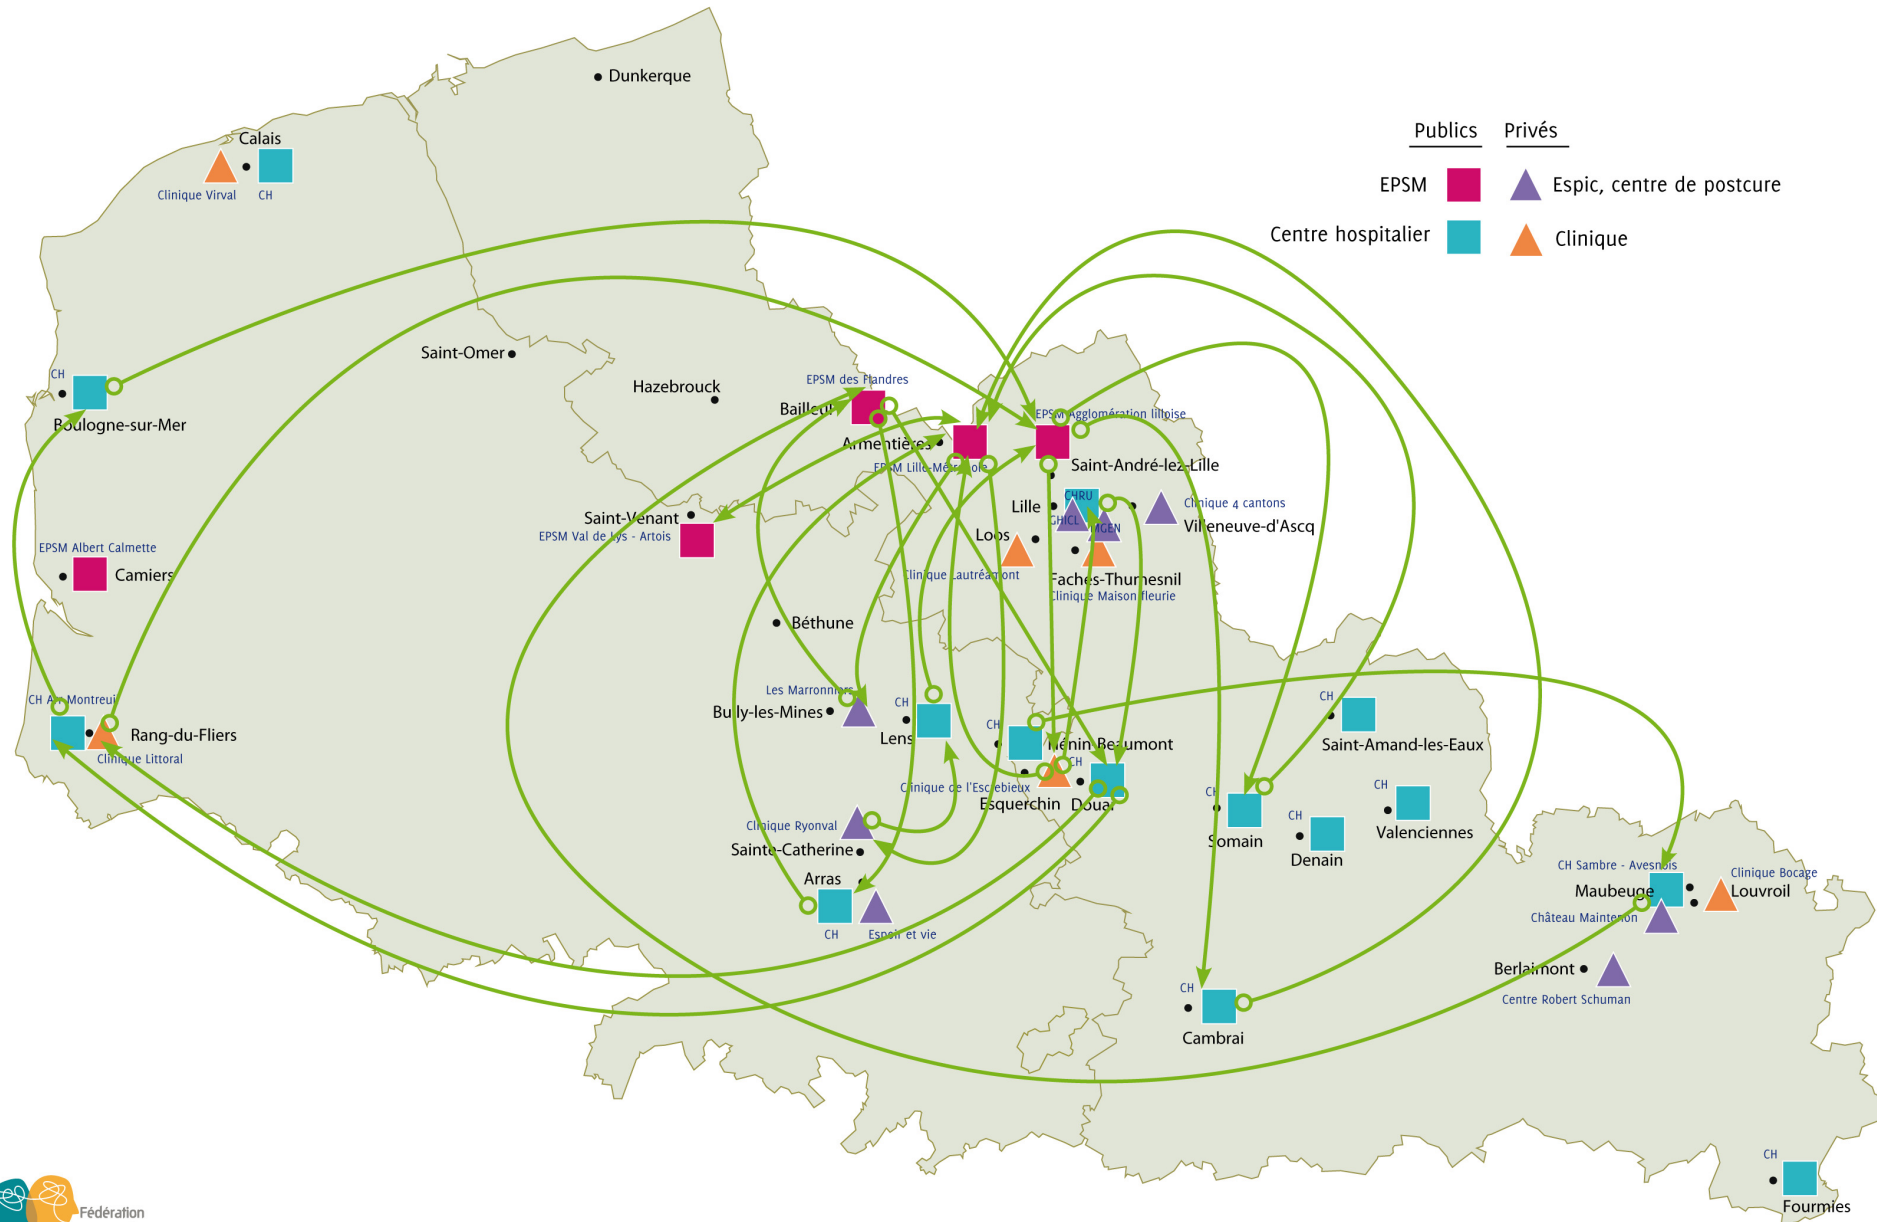 Dunkerque
Calais
Clinique Virval
CH
Publics
Privés
EPSM
Espic, centre de postcure
Centre hospitalier
Clinique
Saint-Omer
Hazebrouck
CH
Boulogne-sur-Mer
EPSM des Flandres
Bailleul
Armentières
EPSM Lille-Métropole
EPSM Agglomération lilloise
Saint-André-lez-Lille
CHRU
Lille
GHICL
MGEN
Clinique 4 cantons
Villeneuve-d'Ascq
Saint-Venant
EPSM Val de Lys - Artois
Loos
Clinique Lautréamont
Faches-Thumesnil
Clinique Maison fleurie
EPSM Albert Calmette
Camiers
Béthune
CH Arr Montreuil
Rang-du-Fliers
Clinique Littoral
Les Marronniers
Bully-les-Mines
CH
Lens
CH
Hénin-Beaumont
CH
Clinique de l'Escrebieux
Esquerchin
Douai
CH
Saint-Amand-les-Eaux
CH
Somain
CH
Denain
CH
Valenciennes
Clinique Ryonval
Sainte-Catherine
Arras
CH
Espoir et vie
CH Sambre - Avesnois
Maubeuge
Clinique Bocage
Louvroil
Château Maintenon
Berlaimont
Centre Robert Schuman
CH
Cambrai
CH
Fourmies
Fédération